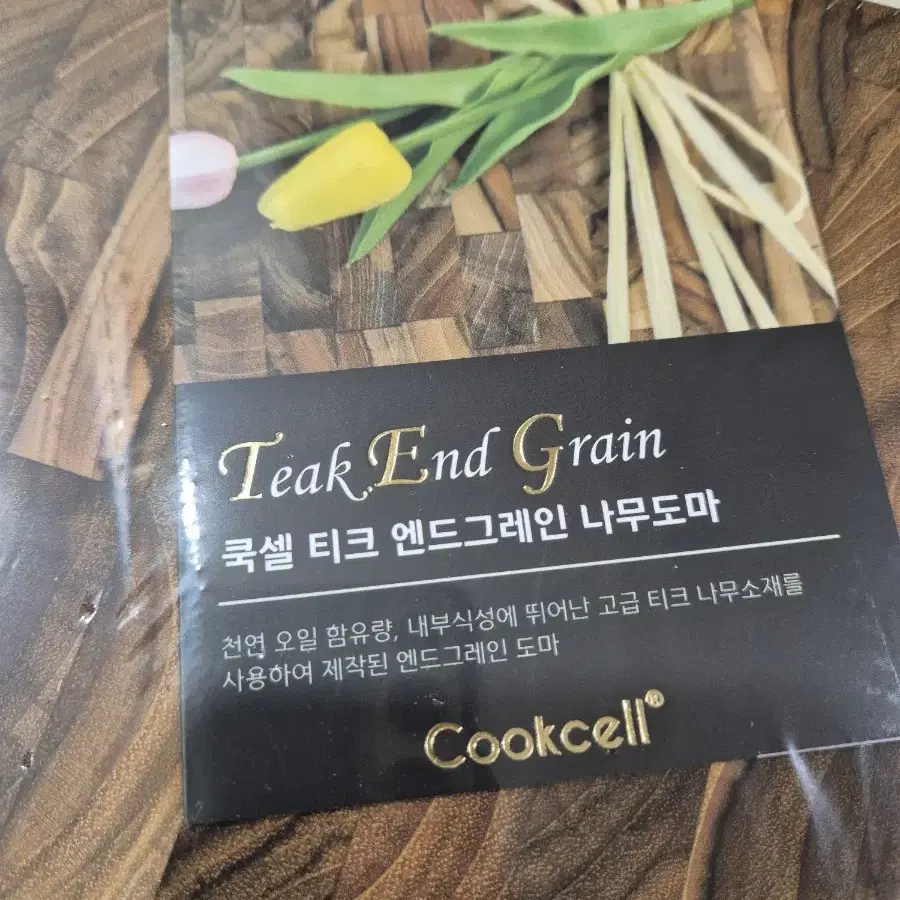 Teak End Grain
쿡셀 티크 엔드그레인 나무도마
천연 오일 함유량, 내부식성에 뛰어난 고급 티크 나무소재를
사용하여 제작된 엔드그레인 도마
Cookcell®